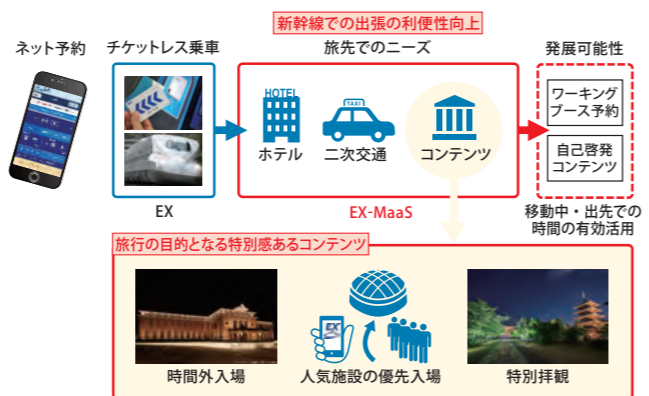 新幹線での出張の利便性向上
ネット予約
チケットレス乗車
旅先でのニーズ
発展可能性
HOTEL
TAXI
ホテル
二次交通
コンテンツ
ワーキング
ブース予約
自己啓発
コンテンツ
EX
EX-MaaS
移動中・出先での
時間の有効活用
旅行の目的となる特別感あるコンテンツ
EX
時間外入場
人気施設の優先入場
特別拝観